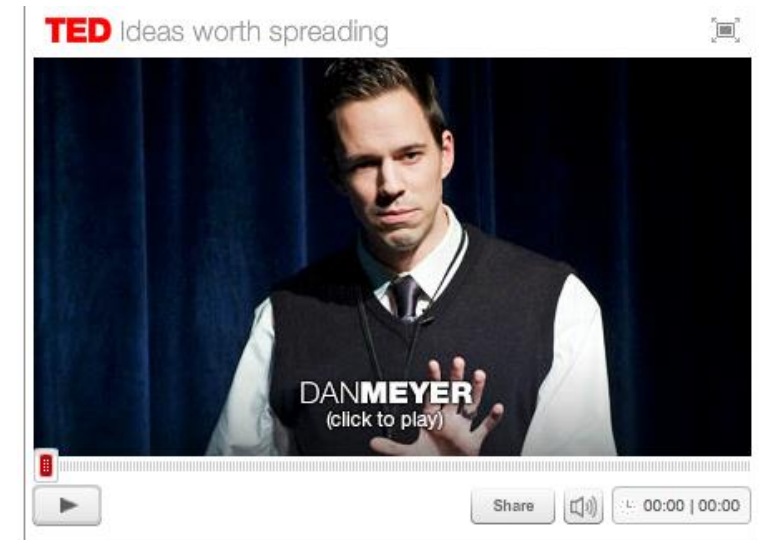 TED Ideas worth spreading
DANMEYER
(click to play)
Share
00:00 | 00:00